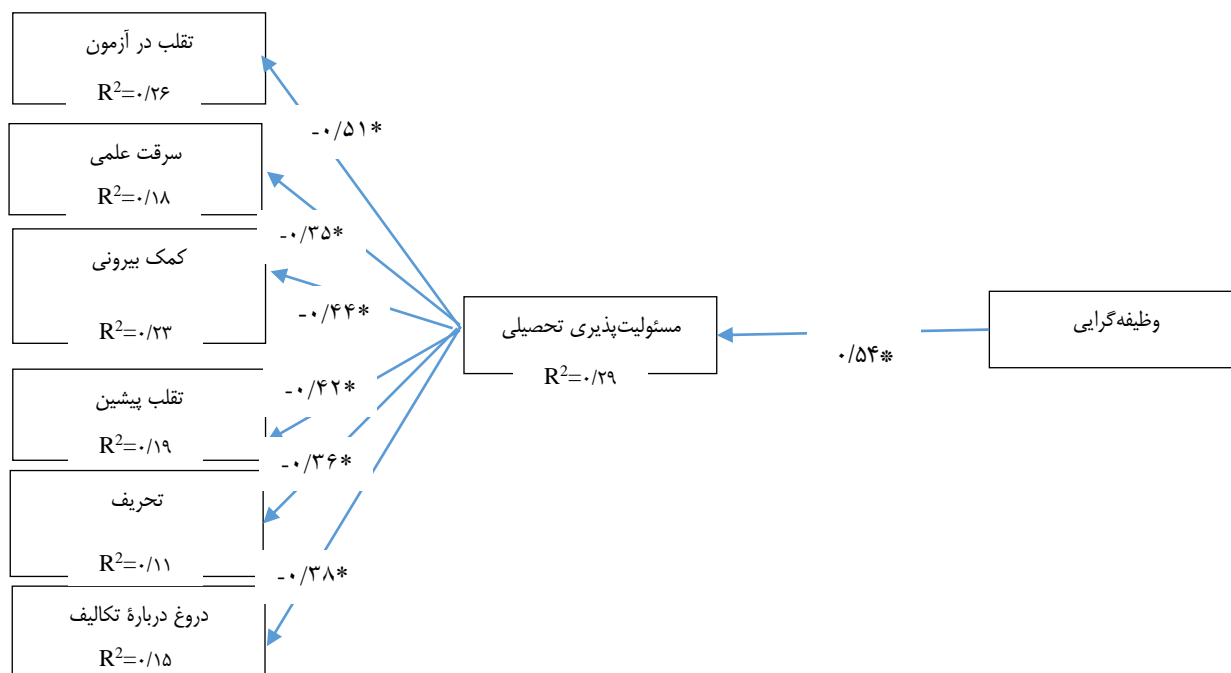 تقلب در آزمون
R²=۰/۲۶
-۰/۵۱*
سرقت علمی
R²=۰/۱۸
-۰/۳۵*
کمک بیرونی
R²=۰/۲۳
-۰/۴۴*
مسئولیت‌پذیری تحصیلی
R²=۰/۲۹
وظیفه‌گرایی
۰/۵۴*
تقلب پیشین
R²=۰/۱۹
-۰/۴۲*
تحریف
R²=۰/۱۱
-۰/۳۶*
دروغ دربارۀ تکالیف
R²=۰/۱۵
-۰/۳۸*